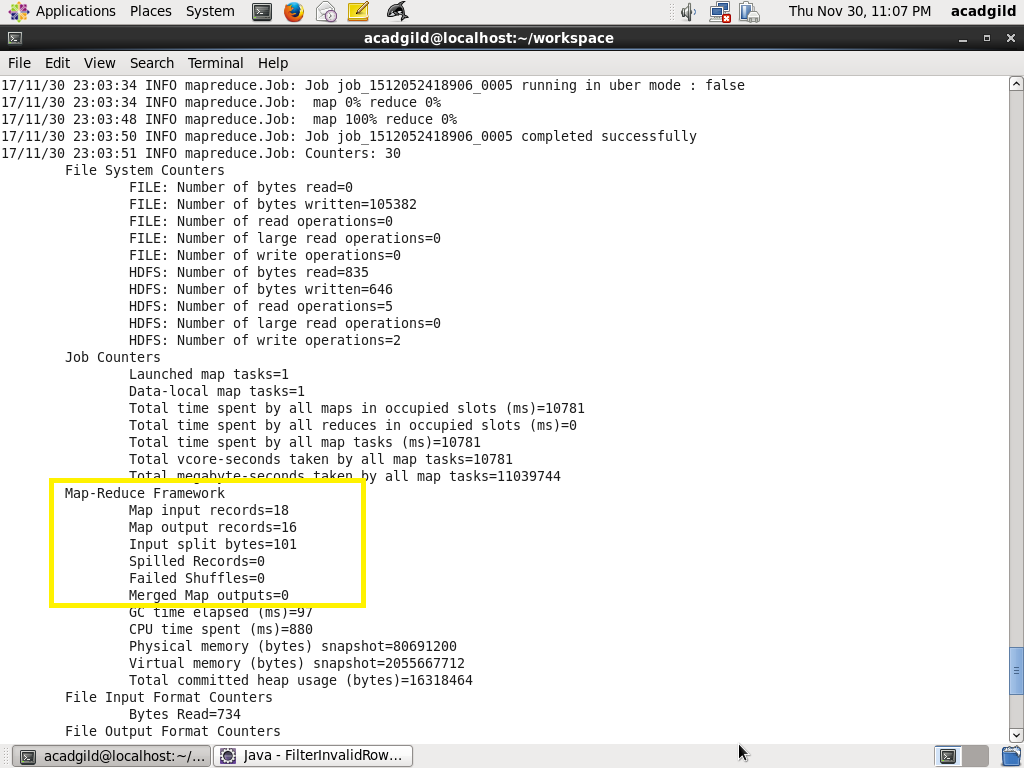 Applications Places System Thu Nov 30, 11:07 PM acadgild
acadgild@localhost:~/workspace
File Edit View Search Terminal Help
17/11/30 23:03:34 INFO mapreduce.Job: Job job_1512052418906_0005 running in uber mode : false
17/11/30 23:03:34 INFO mapreduce.Job:  map 0% reduce 0%
17/11/30 23:03:48 INFO mapreduce.Job:  map 100% reduce 0%
17/11/30 23:03:50 INFO mapreduce.Job: Job job_1512052418906_0005 completed successfully
17/11/30 23:03:51 INFO mapreduce.Job: Counters: 30
File System Counters
FILE: Number of bytes read=0
FILE: Number of bytes written=105382
FILE: Number of read operations=0
FILE: Number of large read operations=0
FILE: Number of write operations=0
HDFS: Number of bytes read=835
HDFS: Number of bytes written=646
HDFS: Number of read operations=5
HDFS: Number of large read operations=0
HDFS: Number of write operations=2
Job Counters
Launched map tasks=1
Data-local map tasks=1
Total time spent by all maps in occupied slots (ms)=10781
Total time spent by all reduces in occupied slots (ms)=0
Total time spent by all map tasks (ms)=10781
Total vcore-seconds taken by all map tasks=10781
Total megabyte-seconds taken by all map tasks=11039744
Map-Reduce Framework
Map input records=18
Map output records=16
Input split bytes=101
Spilled Records=0
Failed Shuffles=0
Merged Map outputs=0
GC time elapsed (ms)=97
CPU time spent (ms)=880
Physical memory (bytes) snapshot=80691200
Virtual memory (bytes) snapshot=2055667712
Total committed heap usage (bytes)=16318464
File Input Format Counters
Bytes Read=734
File Output Format Counters
acadgild@localhost:~/... Java - FilterInvalidRow...